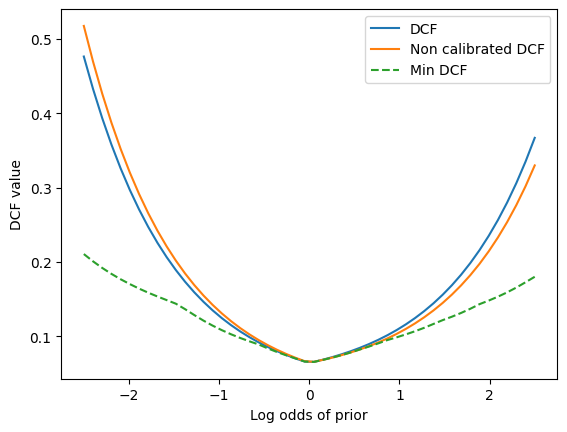 DCF
Non calibrated DCF
Min DCF
DCF value
0.5
0.4
0.3
0.2
0.1
−2
−1
0
1
2
Log odds of prior